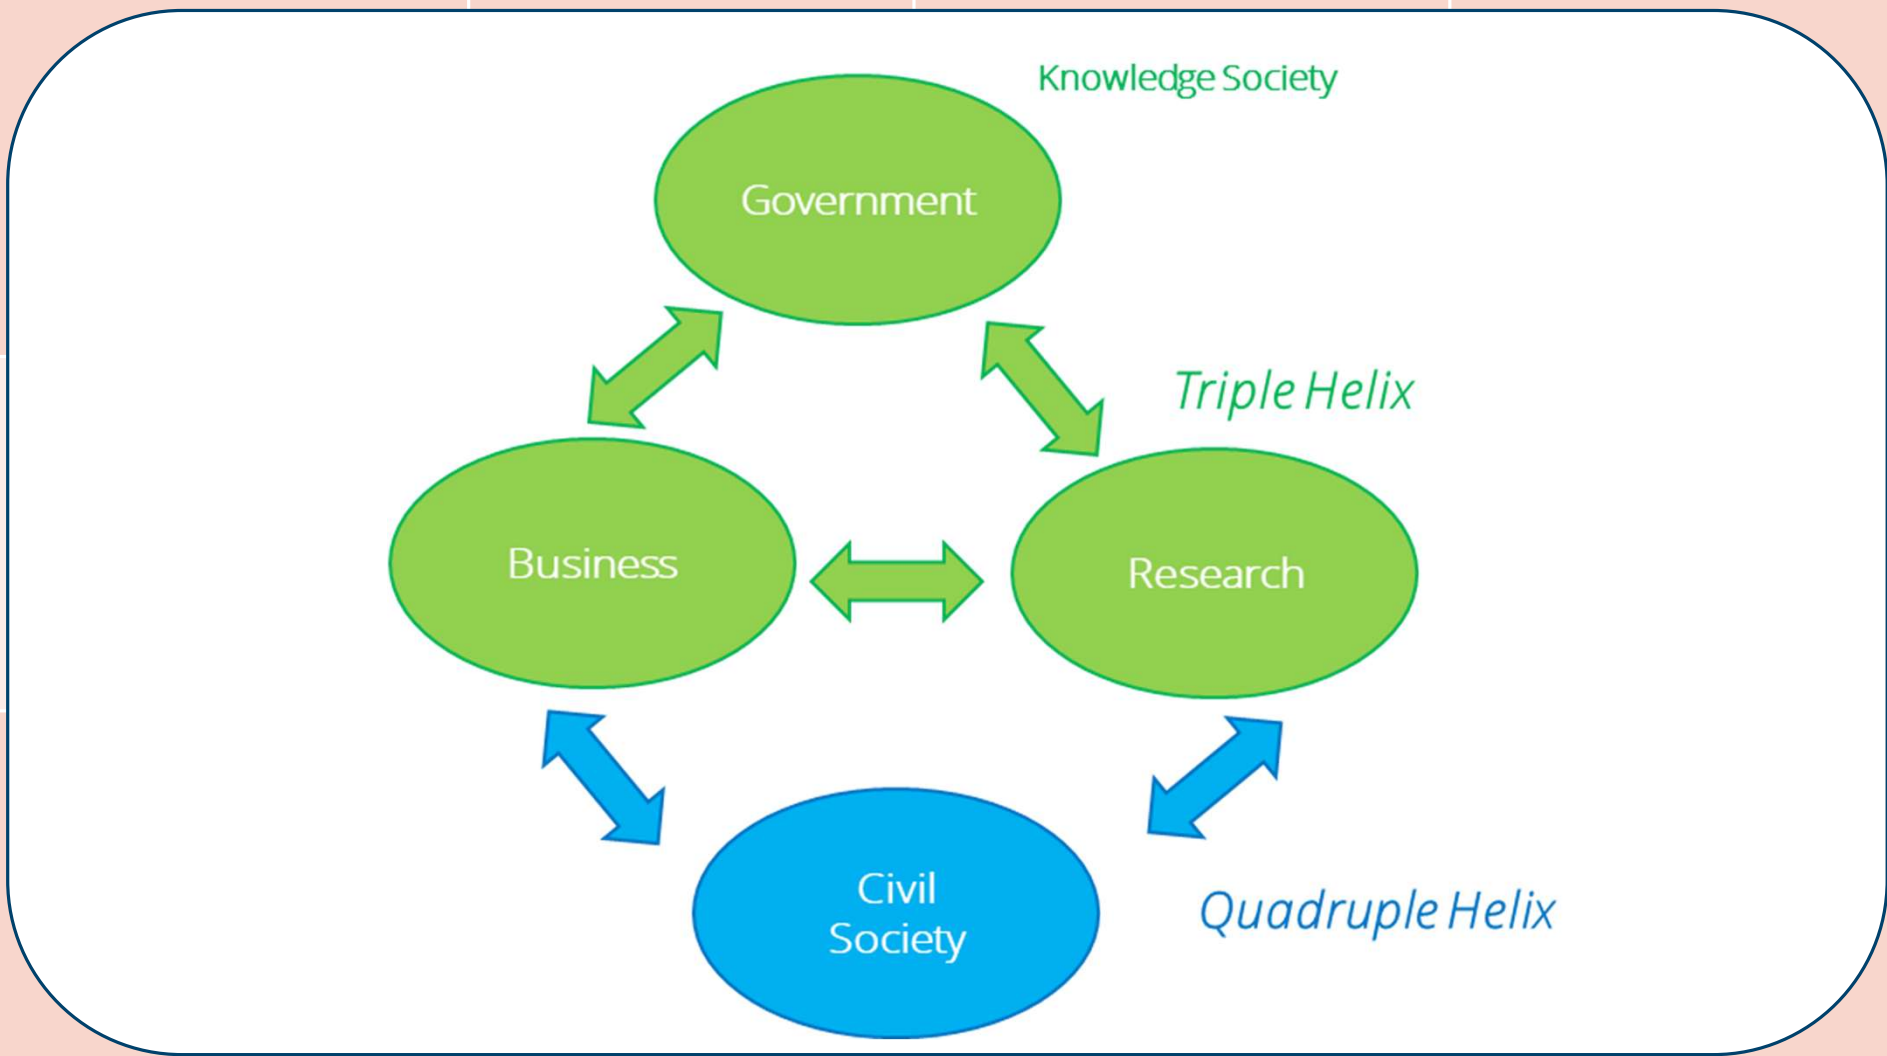 Knowledge Society
Government
Triple Helix
Business
Research
Civil
Society
Quadruple Helix